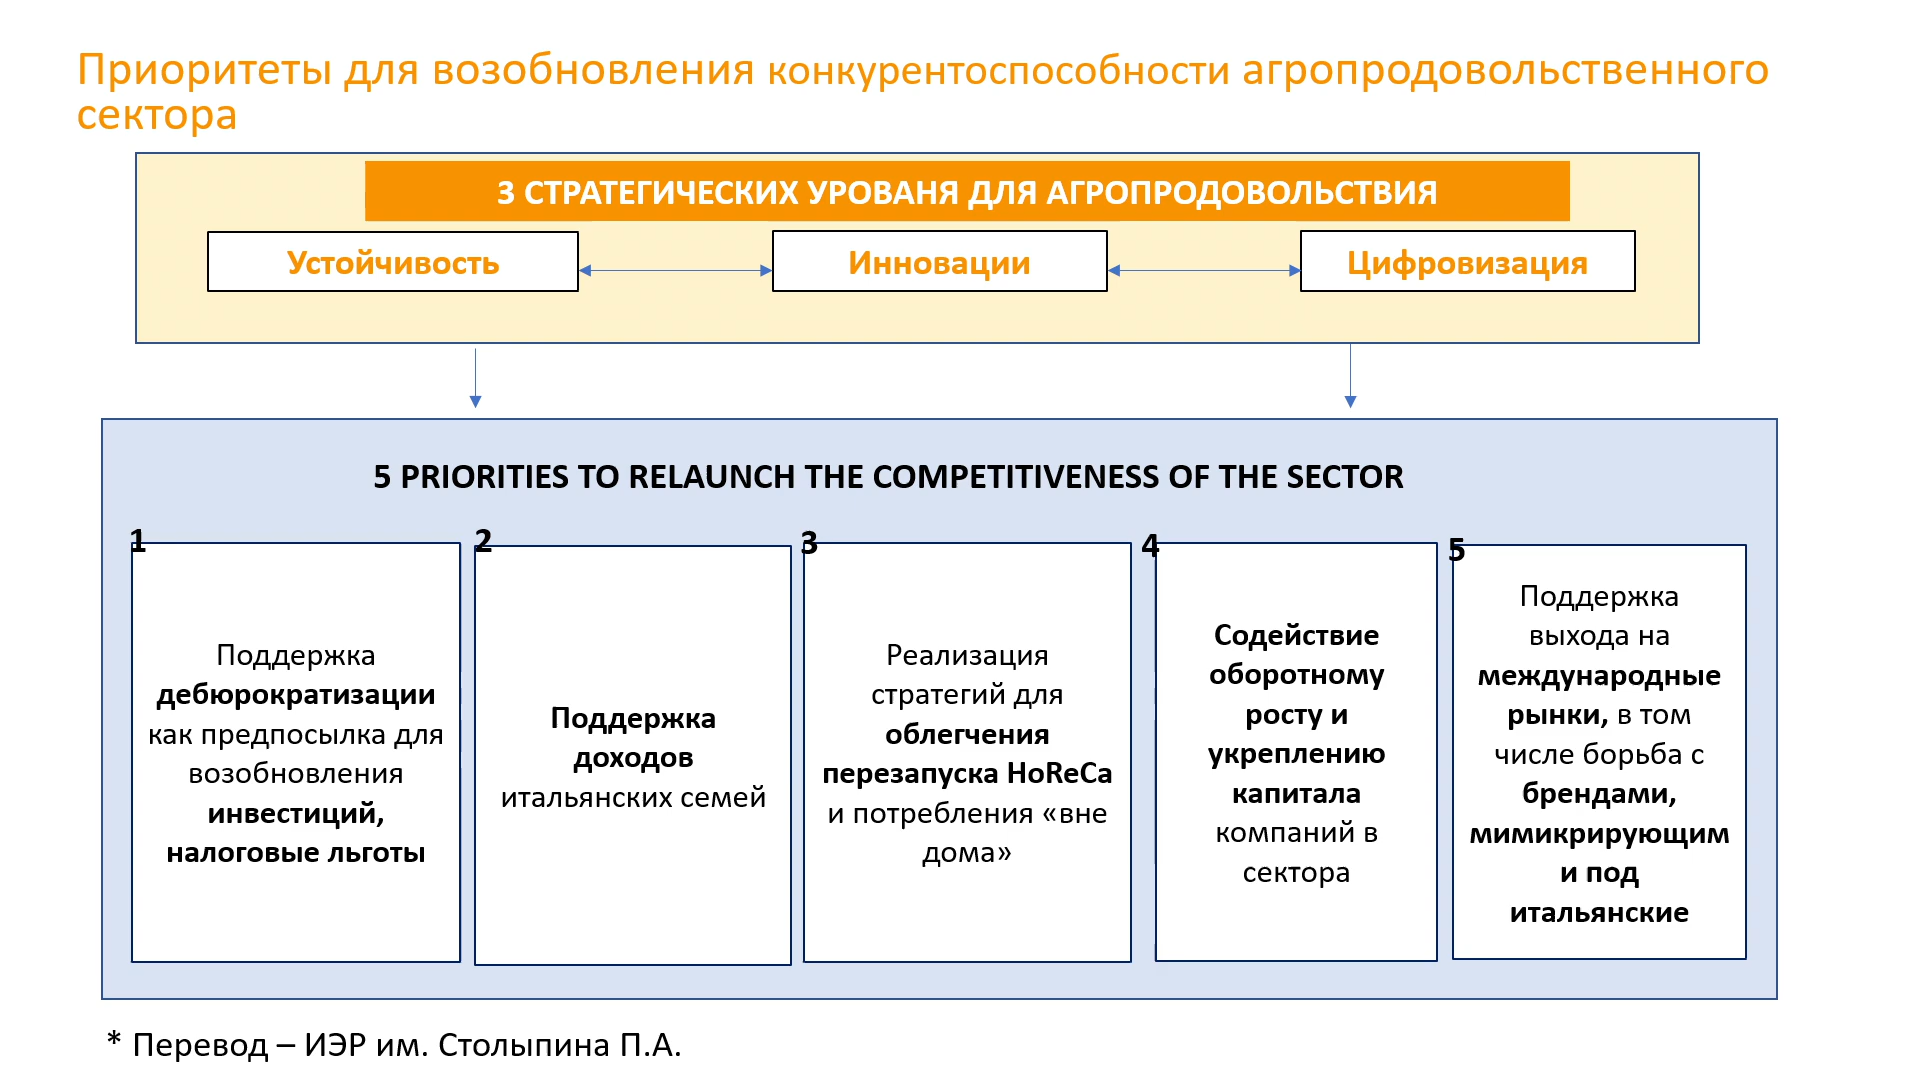 Приоритеты для возобновления конкурентоспособности агропродовольственного
сектора
3 СТРАТЕГИЧЕСКИХ УРОВАНЯ ДЛЯ АГРОПРОДОВОЛЬСТВИЯ
Устойчивость
Инновации
Цифровизация
5 PRIORITIES TO RELAUNCH THE COMPETITIVENESS OF THE SECTOR
1
Поддержка
дебюрократизации
как предпосылка для
возобновления
инвестиций,
налоговые льготы
2
Поддержка
доходов
итальянских семей
3
Реализация
стратегий для
облегчения
перезапуска HoReCa
и потребления «вне
дома»
4
Содействие
оборотному
росту и
укреплению
капитала
компаний в
сектора
5
Поддержка
выхода на
международные
рынки, в том
числе борьба с
брендами,
мимикрирующим
и под
итальянские
* Перевод – ИЭР им. Столыпина П.А.